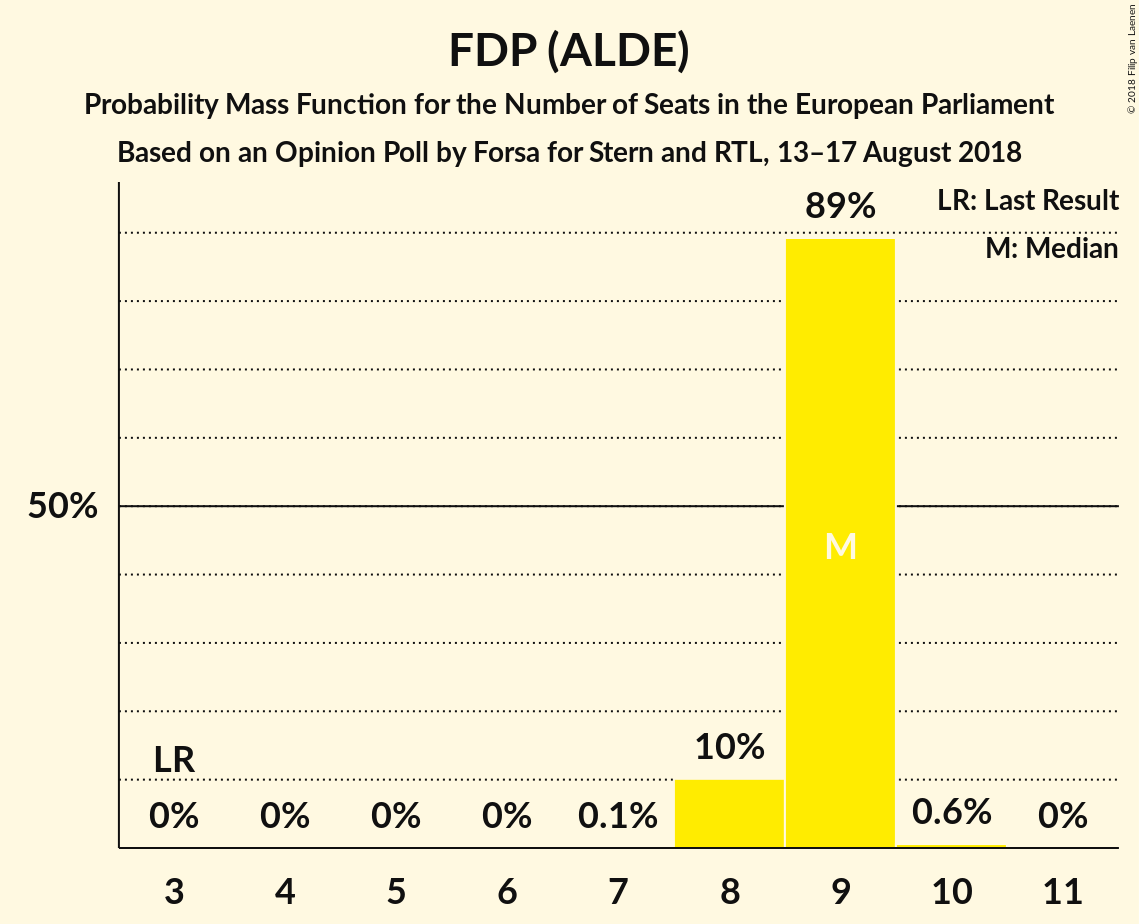 FDP (ALDE)
Probability Mass Function for the Number of Seats in the European Parliament
Based on an Opinion Poll by Forsa for Stern and RTL, 13–17 August 2018
© 2018 Filip van Laenen
LR: Last Result
M: Median
50%
LR
0%
0%
0%
0%
0.1%
10%
89%
M
0.6%
0%
3 4 5 6 7 8 9 10 11